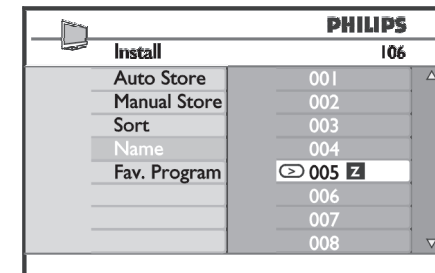 PHILIPS
Install 106
Auto Store 001
Manual Store 002
Sort 003
Name 004
Fav. Program 005 Z
006
007
008